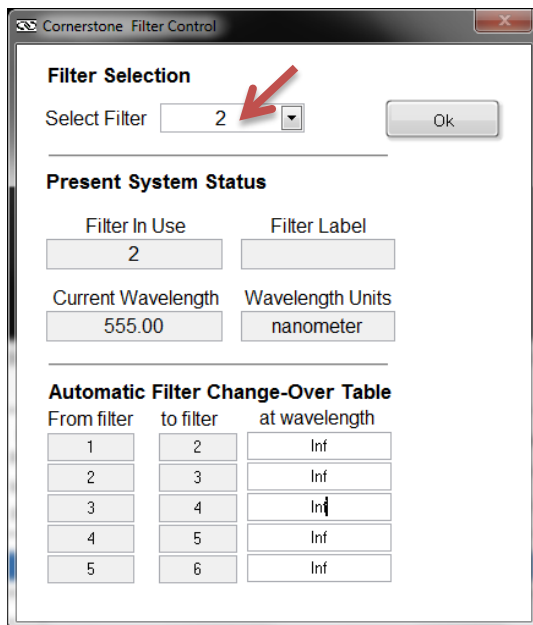 Cornerstone Filter Control
Filter Selection
Select Filter 2
Ok
Present System Status
Filter In Use Filter Label
2
Current Wavelength Wavelength Units
555.00 nanometer
Automatic Filter Change-Over Table
From filter to filter at wavelength
1 2 Inf
2 3 Inf
3 4 Inf
4 5 Inf
5 6 Inf